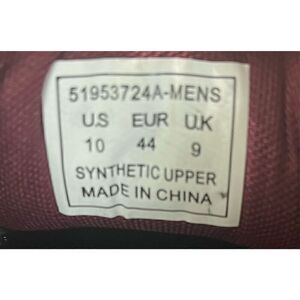 51953724A-MENS
U.S EUR U.K
10 44 9
SYNTHETIC UPPER
MADE IN CHINA